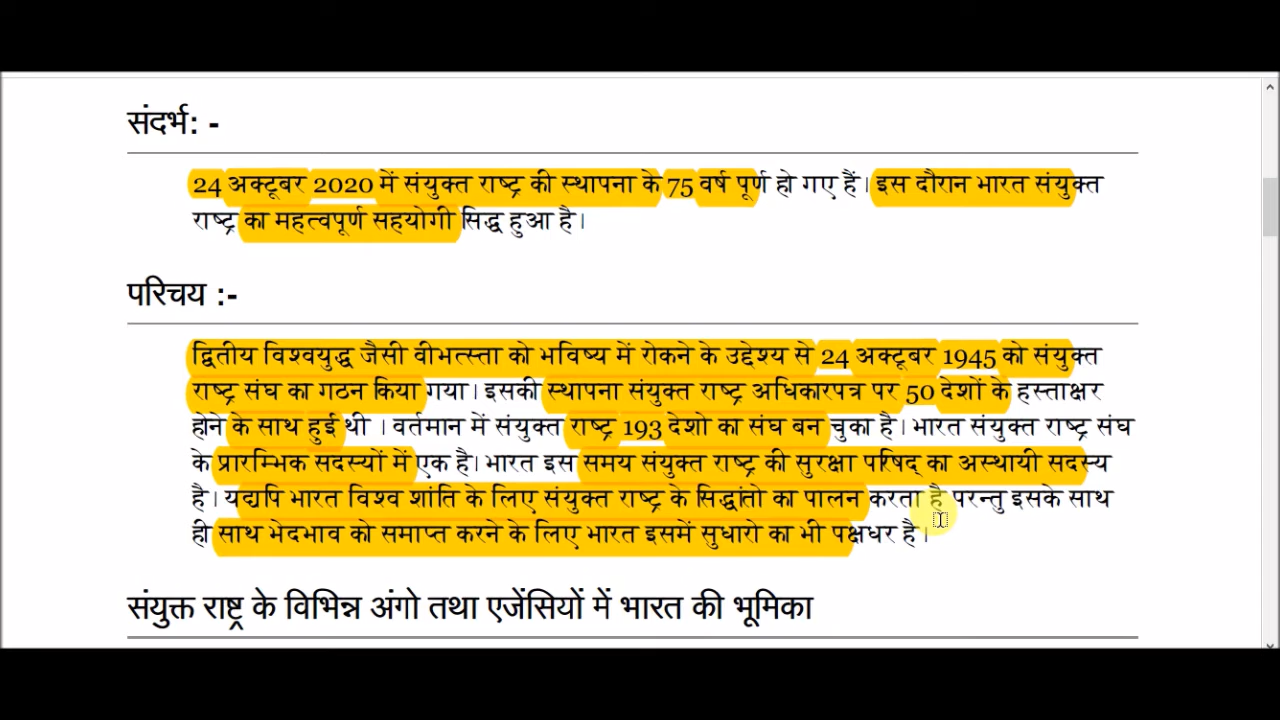 संदर्भ: -
24 अक्टूबर 2020 में संयुक्त राष्ट्र की स्थापना के 75 वर्ष पूर्ण हो गए हैं। इस दौरान भारत संयुक्त
राष्ट्र का महत्वपूर्ण सहयोगी सिद्ध हुआ है।
परिचय :-
द्वितीय विश्वयुद्ध जैसी वीभत्स्ता को भविष्य में रोकने के उद्देश्य से 24 अक्टूबर 1945 को संयुक्त
राष्ट्र संघ का गठन किया गया। इसकी स्थापना संयुक्त राष्ट्र अधिकारपत्र पर 50 देशों के हस्ताक्षर
होने के साथ हुई थी । वर्तमान में संयुक्त राष्ट्र 193 देशो का संघ बन चुका है। भारत संयुक्त राष्ट्र संघ
के प्रारम्भिक सदस्यों में एक है। भारत इस समय संयुक्त राष्ट्र की सुरक्षा परिषद् का अस्थायी सदस्य
है। यद्यपि भारत विश्व शांति के लिए संयुक्त राष्ट्र के सिद्धांतो का पालन करता है परन्तु इसके साथ
ही साथ भेदभाव को समाप्त करने के लिए भारत इसमें सुधारो का भी पक्षधर है।
संयुक्त राष्ट्र के विभिन्न अंगो तथा एजेंसियों में भारत की भूमिका